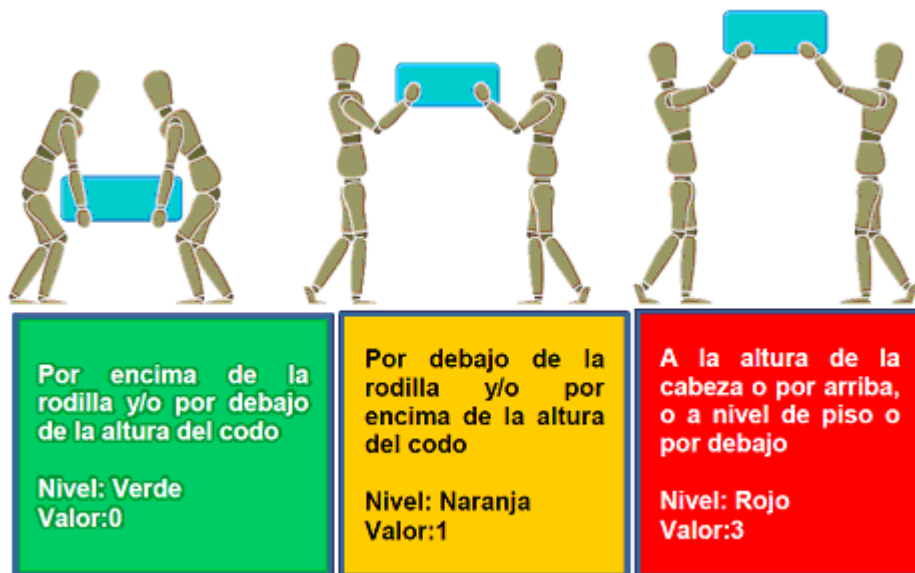 Por encima de la
rodilla y/o por debajo
de la altura del codo
Nivel: Verde
Valor:0
Por debajo de la
rodilla y/o por
encima de la altura
del codo
Nivel: Naranja
Valor:1
A la altura de la
cabeza o por arriba,
o a nivel de piso o
por debajo
Nivel: Rojo
Valor:3